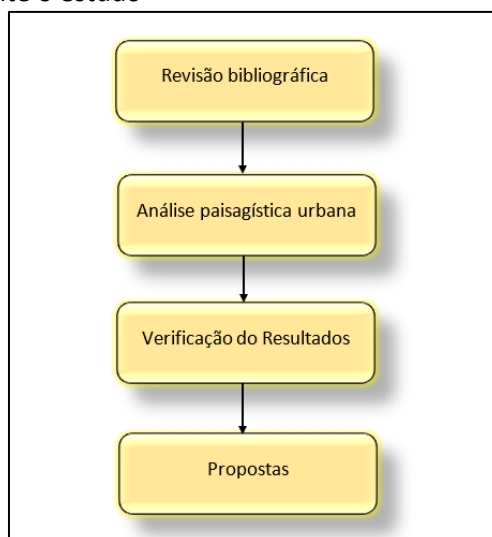 o estudo
Revisão bibliográfica
Análise paisagística urbana
Verificação do Resultados
Propostas